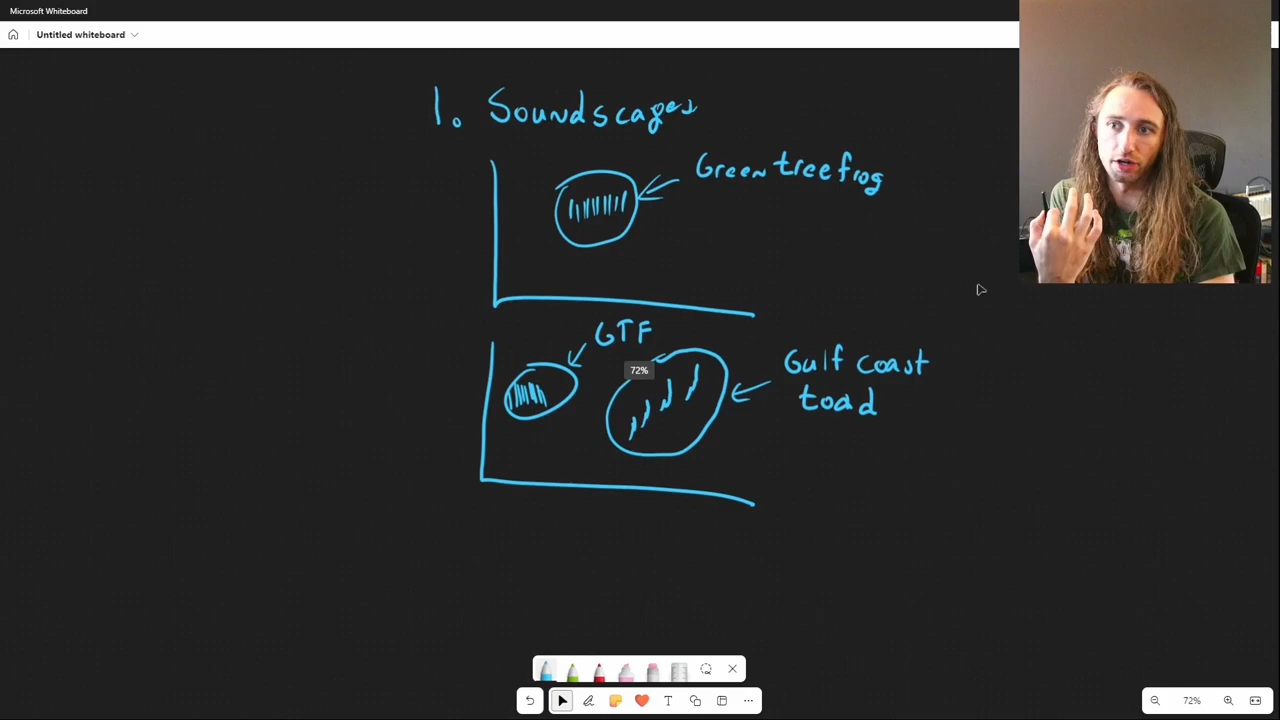 Microsoft Whiteboard
Untitled whiteboard
1. Soundscapes
Green treefrog
GTF
72%
Gulf coast
toad
72%